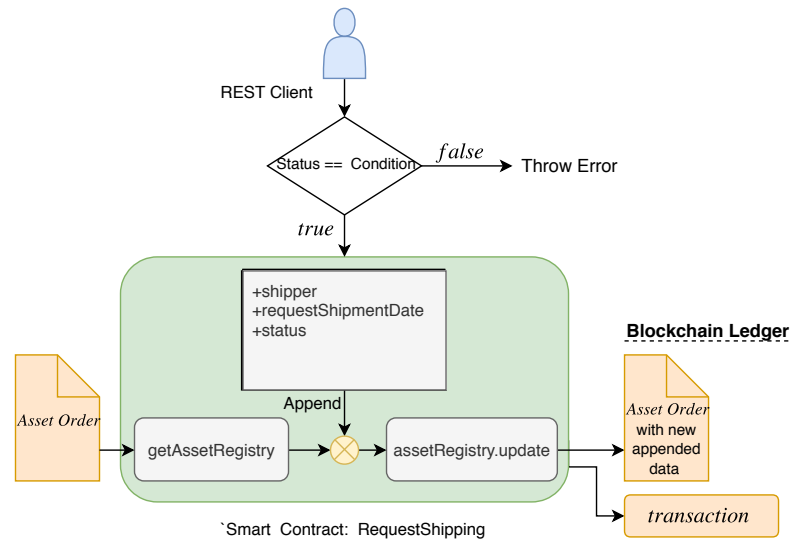 REST Client
Status == Condition
false
Throw Error
true
+shipper
+requestShipmentDate
+status
Blockchain Ledger
Append
Asset Order
getAssetRegistry
assetRegistry.update
Asset Order
with new
appended
data
transaction
`Smart Contract: RequestShipping